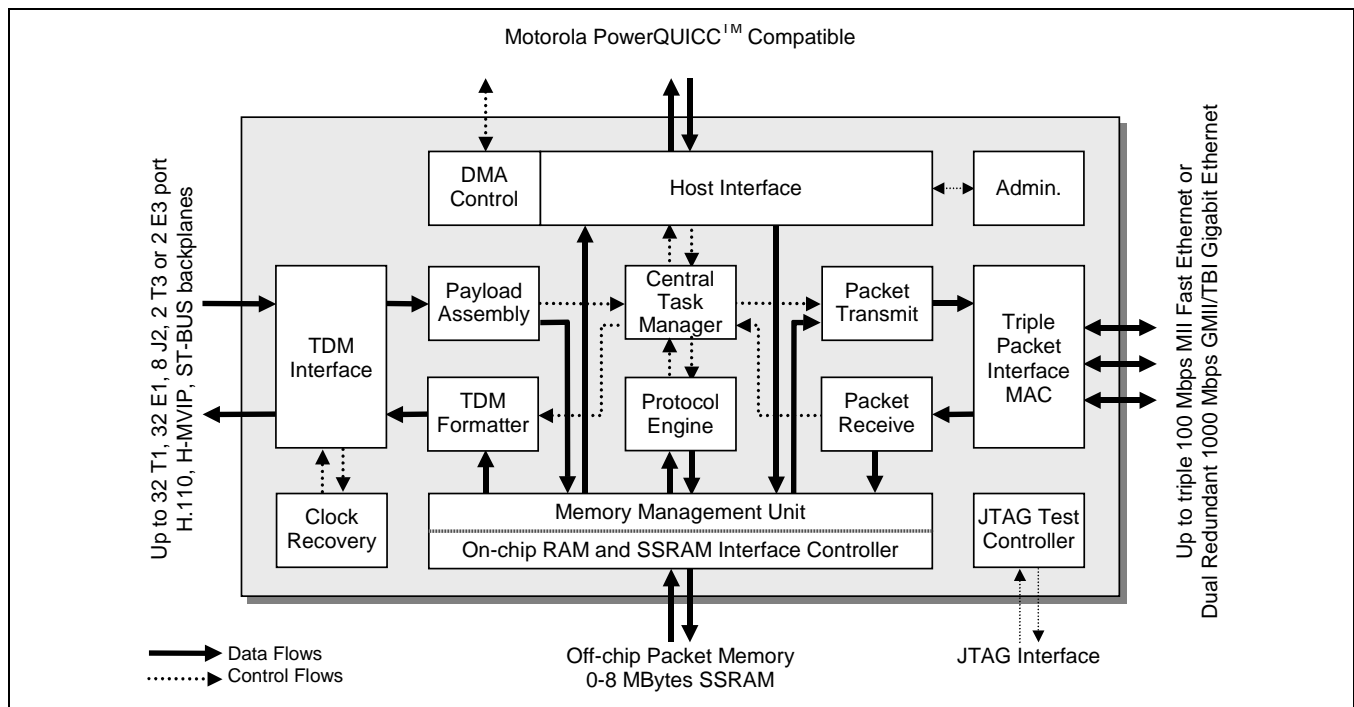 Motorola PowerQUICC™ Compatible
DMA
Control
Host Interface
Admin.
Up to 32 T1, 32 E1, 8 J2, 2 T3 or 2 E3 port
H.110, H-MVIP, ST-BUS backplanes
TDM
Interface
Payload
Assembly
Central
Task
Manager
Packet
Transmit
Triple
Packet
Interface
MAC
Up to triple 100 Mbps MII Fast Ethernet or
Dual Redundant 1000 Mbps GMII/TBI Gigabit Ethernet
TDM
Formatter
Protocol
Engine
Packet
Receive
Clock
Recovery
Memory Management Unit
On-chip RAM and SSRAM Interface Controller
JTAG Test
Controller
Data Flows
Control Flows
Off-chip Packet Memory
0-8 MBytes SSRAM
JTAG Interface